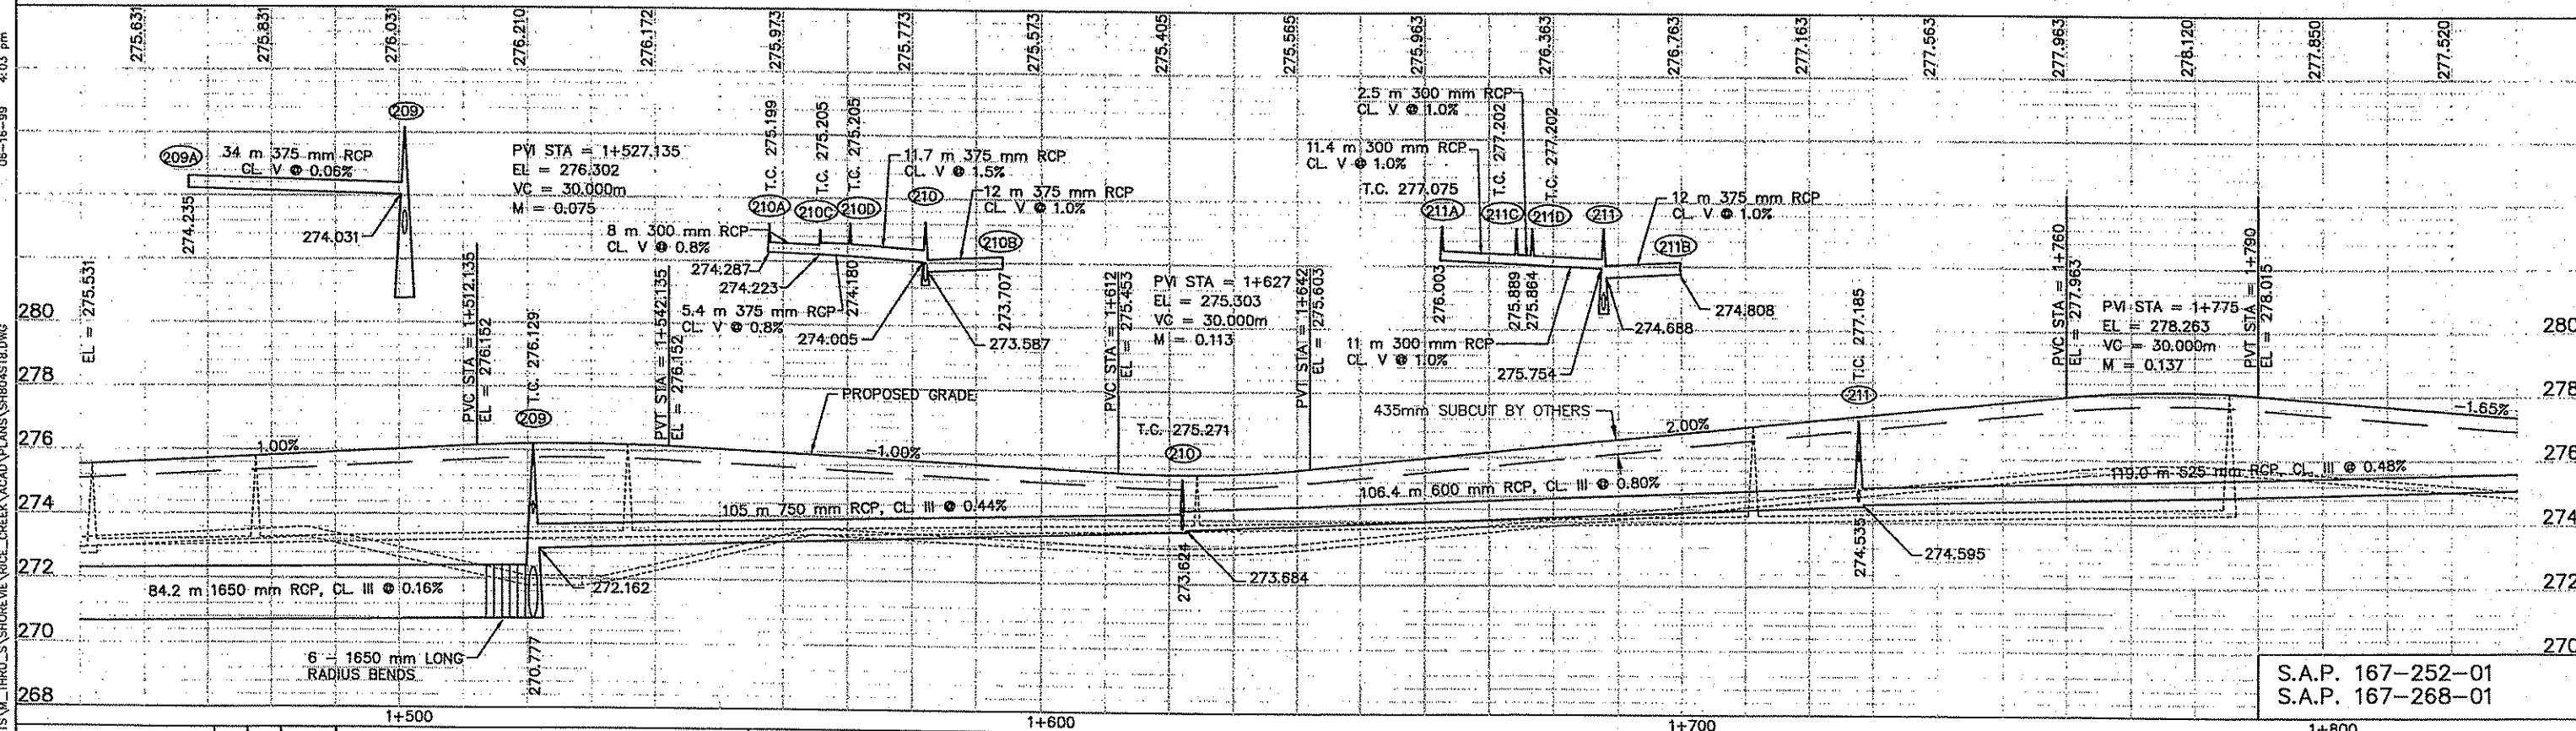 275.631
275.831
276.031
276.210
276.172
275.973
275.773
275.573
275.405
275.565
275.963
276.363
276.763
277.163
277.563
277.963
278.120
277.850
277.520
08-16-99 4:03 pm
209
209A
34 m 375 mm RCP
CL. V @ 0.06%
274.235
274.031
PVI STA = 1+527.135
EL = 276.302
VC = 30.000m
M = 0.075
T.C. 275.199
T.C. 275.205
T.C. 275.205
210A
210C
210D
210
210B
11.7 m 375 mm RCP
CL. V @ 1.5%
12 m 375 mm RCP
CL. V @ 1.0%
8 m 300 mm RCP
CL. V @ 0.8%
274.287
274.223
274.180
5.4 m 375 mm RCP
CL. V @ 0.8%
274.005
273.587
273.707
2.5 m 300 mm RCP
CL. V @ 1.0%
11.4 m 300 mm RCP
CL. V @ 1.0%
T.C. 277.075
T.C. 277.202
T.C. 277.202
211A
211C
211D
211
211B
12 m 375 mm RCP
CL. V @ 1.0%
276.003
275.889
275.864
274.688
274.808
11 m 300 mm RCP
CL. V @ 1.0%
275.754
EL = 275.531
PVC STA = 1+512.135
EL = 276.152
T.C. 276.129
209
PVT STA = 1+542.135
EL = 276.152
PVC STA = 1+612
EL = 275.453
PVI STA = 1+627
EL = 275.303
VC = 30.000m
M = 0.113
PVT STA = 1+642
EL = 275.603
T.C. 277.185
211
PVC STA = 1+760
EL = 277.963
PVI STA = 1+775
EL = 278.263
VC = 30.000m
M = 0.137
PVT STA = 1+790
EL = 278.015
PROPOSED GRADE
435mm SUBCUT BY OTHERS
T.C. 275.271
210
1.00%
-1.00%
2.00%
-1.65%
105 m 750 mm RCP, CL. III @ 0.44%
106.4 m 600 mm RCP, CL. III @ 0.80%
119.0 m 525 mm RCP, CL. III @ 0.48%
84.2 m 1650 mm RCP, CL. III @ 0.16%
272.162
273.624
273.684
274.535
274.595
6 - 1650 mm LONG
RADIUS BENDS
270.777
280
278
276
274
272
270
268
280
278
276
274
272
270
S.A.P. 167-252-01
S.A.P. 167-268-01
1+500
1+600
1+700
1+800